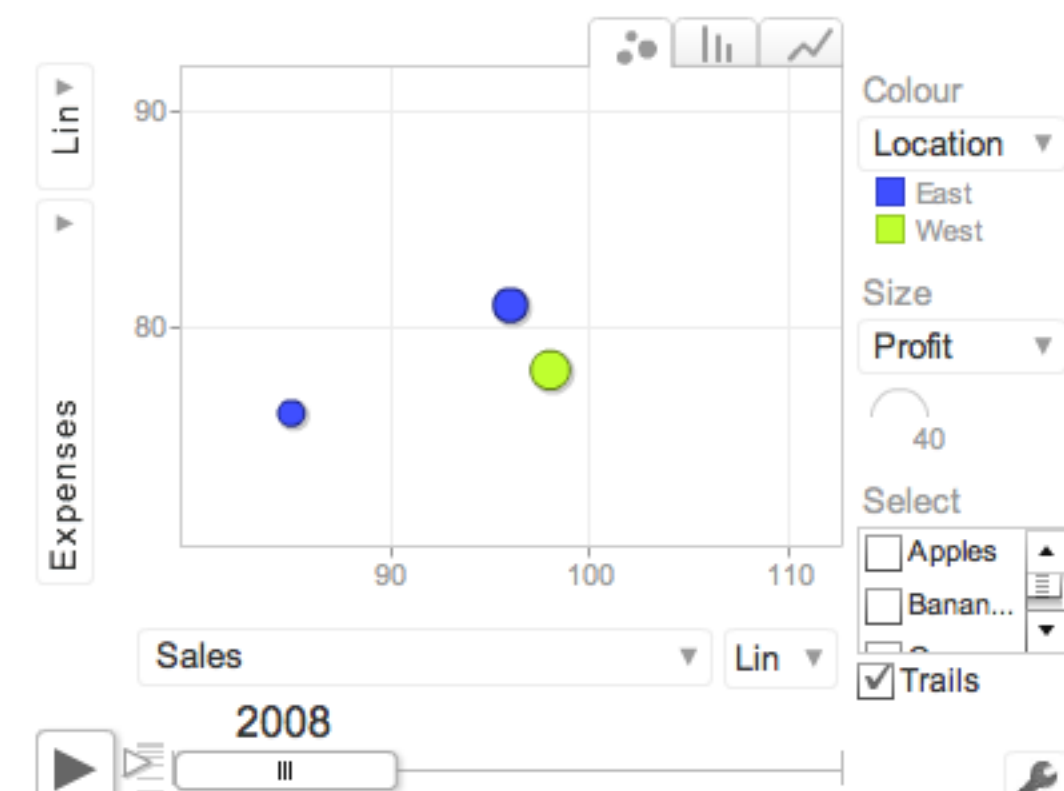 Lin
Expenses
90
80
90
100
110
Sales
Lin
2008
Colour
Location
East
West
Size
Profit
40
Select
Apples
Banan...
Trails